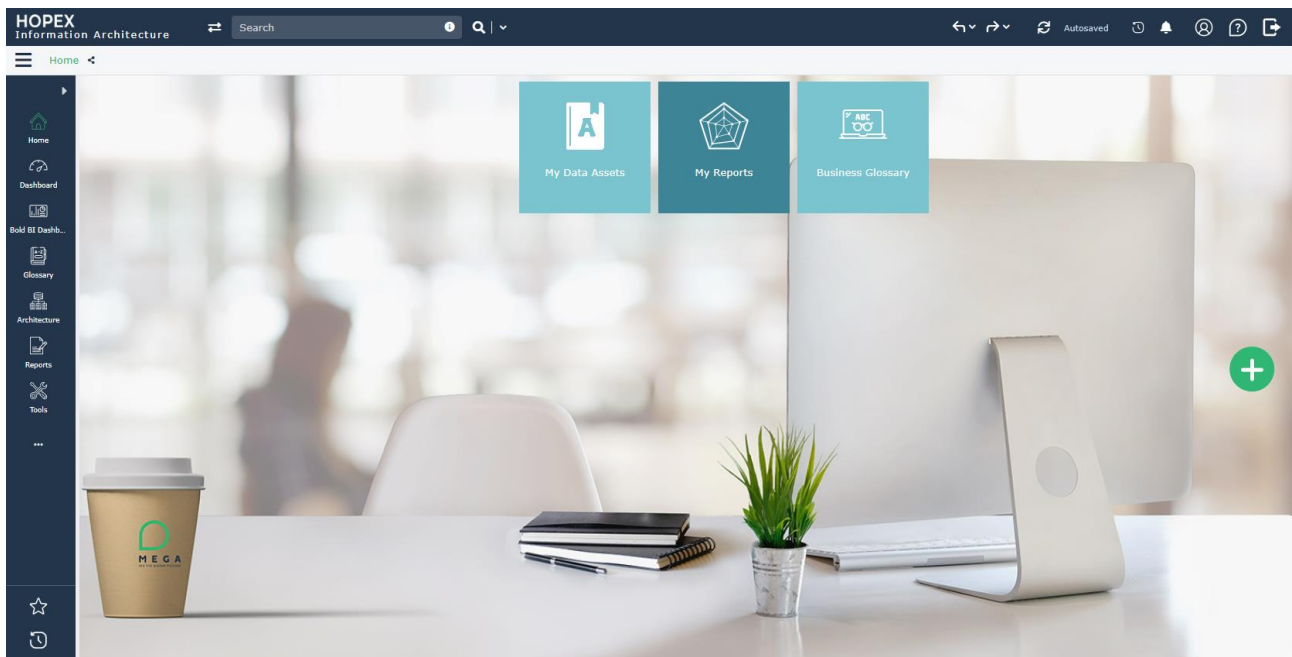 HOPEX
Information Architecture
Search
Autosaved
Home
Home
Dashboard
Bold BI Dashb...
Glossary
Architecture
Reports
Tools
...
My Data Assets
My Reports
ABC
Business Glossary
MEGA